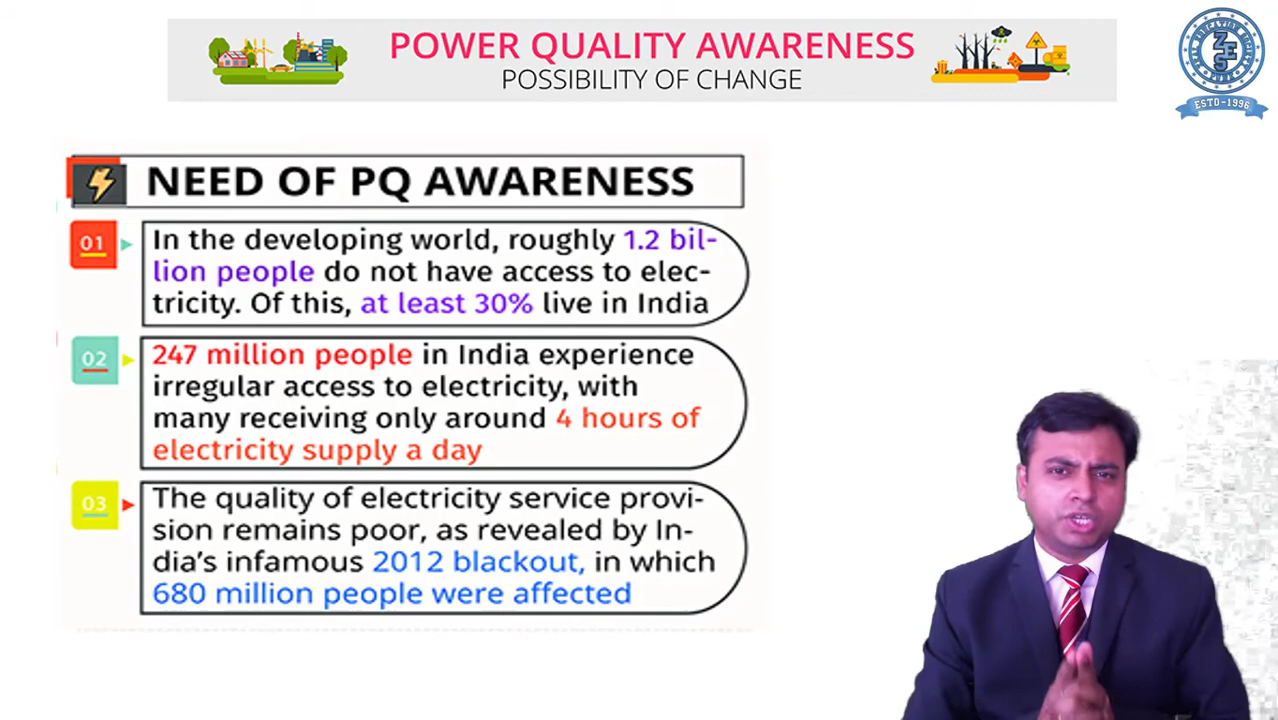 POWER QUALITY AWARENESS
POSSIBILITY OF CHANGE
ZES
ESTD-1996
NEED OF PQ AWARENESS
01
In the developing world, roughly 1.2 bil-
lion people do not have access to elec-
tricity. Of this, at least 30% live in India
02
247 million people in India experience
irregular access to electricity, with
many receiving only around 4 hours of
electricity supply a day
03
The quality of electricity service provi-
sion remains poor, as revealed by In-
dia's infamous 2012 blackout, in which
680 million people were affected